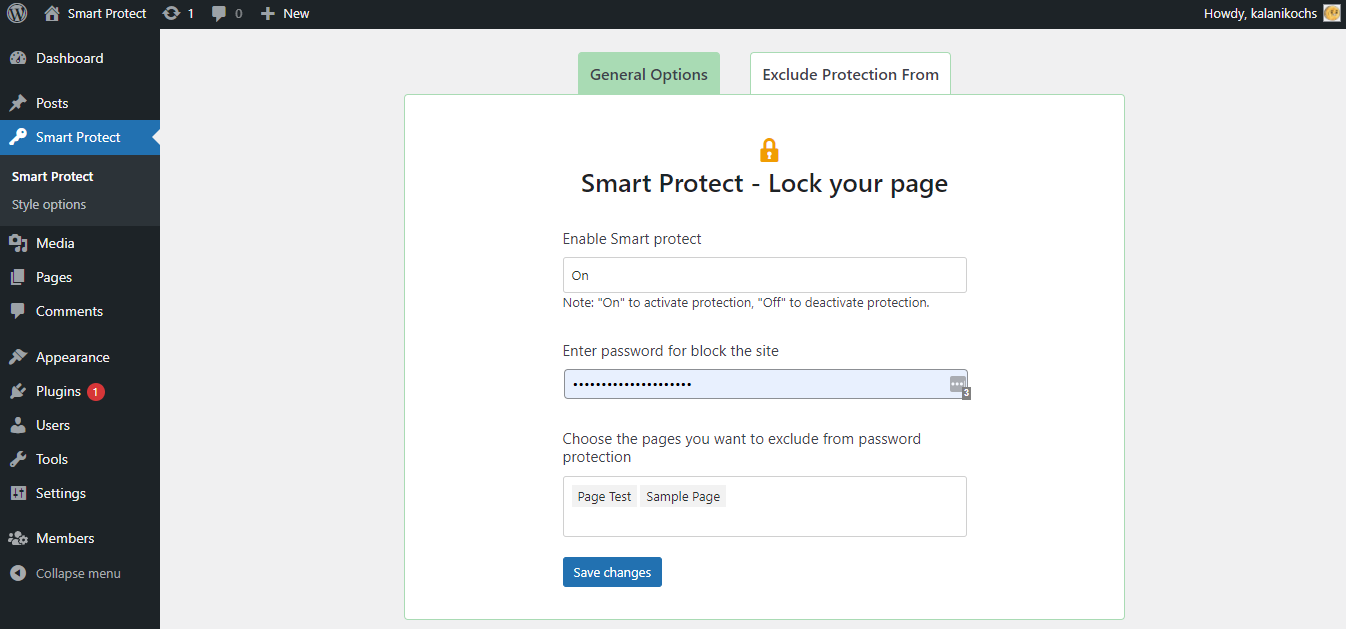 Smart Protect 1 0 New Howdy, kalanikochs
Dashboard
Posts
Smart Protect
Smart Protect
Style options
Media
Pages
Comments
Appearance
Plugins 1
Users
Tools
Settings
Members
Collapse menu
General Options Exclude Protection From
Smart Protect - Lock your page
Enable Smart protect
On
Note: "On" to activate protection, "Off" to deactivate protection.
Enter password for block the site
•••••••••••••••••••••
3
Choose the pages you want to exclude from password
protection
Page Test Sample Page
Save changes